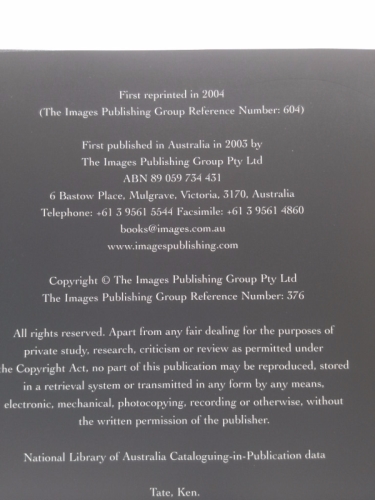 First reprinted in 2004
(The Images Publishing Group Reference Number: 604)
First published in Australia in 2003 by
The Images Publishing Group Pty Ltd
ABN 89 059 734 431
6 Bastow Place, Mulgrave, Victoria, 3170, Australia
Telephone: +61 3 9561 5544 Facsimile: +61 3 9561 4860
books@images.com.au
www.imagespublishing.com
Copyright © The Images Publishing Group Pty Ltd
The Images Publishing Group Reference Number: 376
All rights reserved. Apart from any fair dealing for the purposes of
private study, research, criticism or review as permitted under
the Copyright Act, no part of this publication may be reproduced, stored
in a retrieval system or transmitted in any form by any means,
electronic, mechanical, photocopying, recording or otherwise, without
the written permission of the publisher.
National Library of Australia Cataloguing-in-Publication data
Tate, Ken.